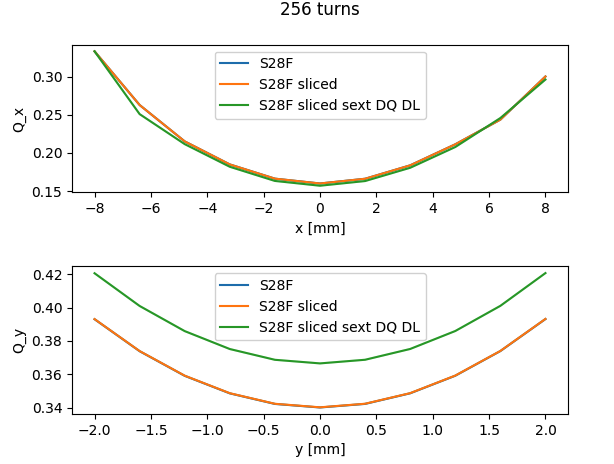 256 turns
0.30
0.25
0.20
0.15
Q_x
S28F
S28F sliced
S28F sliced sext DQ DL
−8 −6 −4 −2 0 2 4 6 8
x [mm]
0.42
0.40
0.38
0.36
0.34
Q_y
S28F
S28F sliced
S28F sliced sext DQ DL
−2.0 −1.5 −1.0 −0.5 0.0 0.5 1.0 1.5 2.0
y [mm]